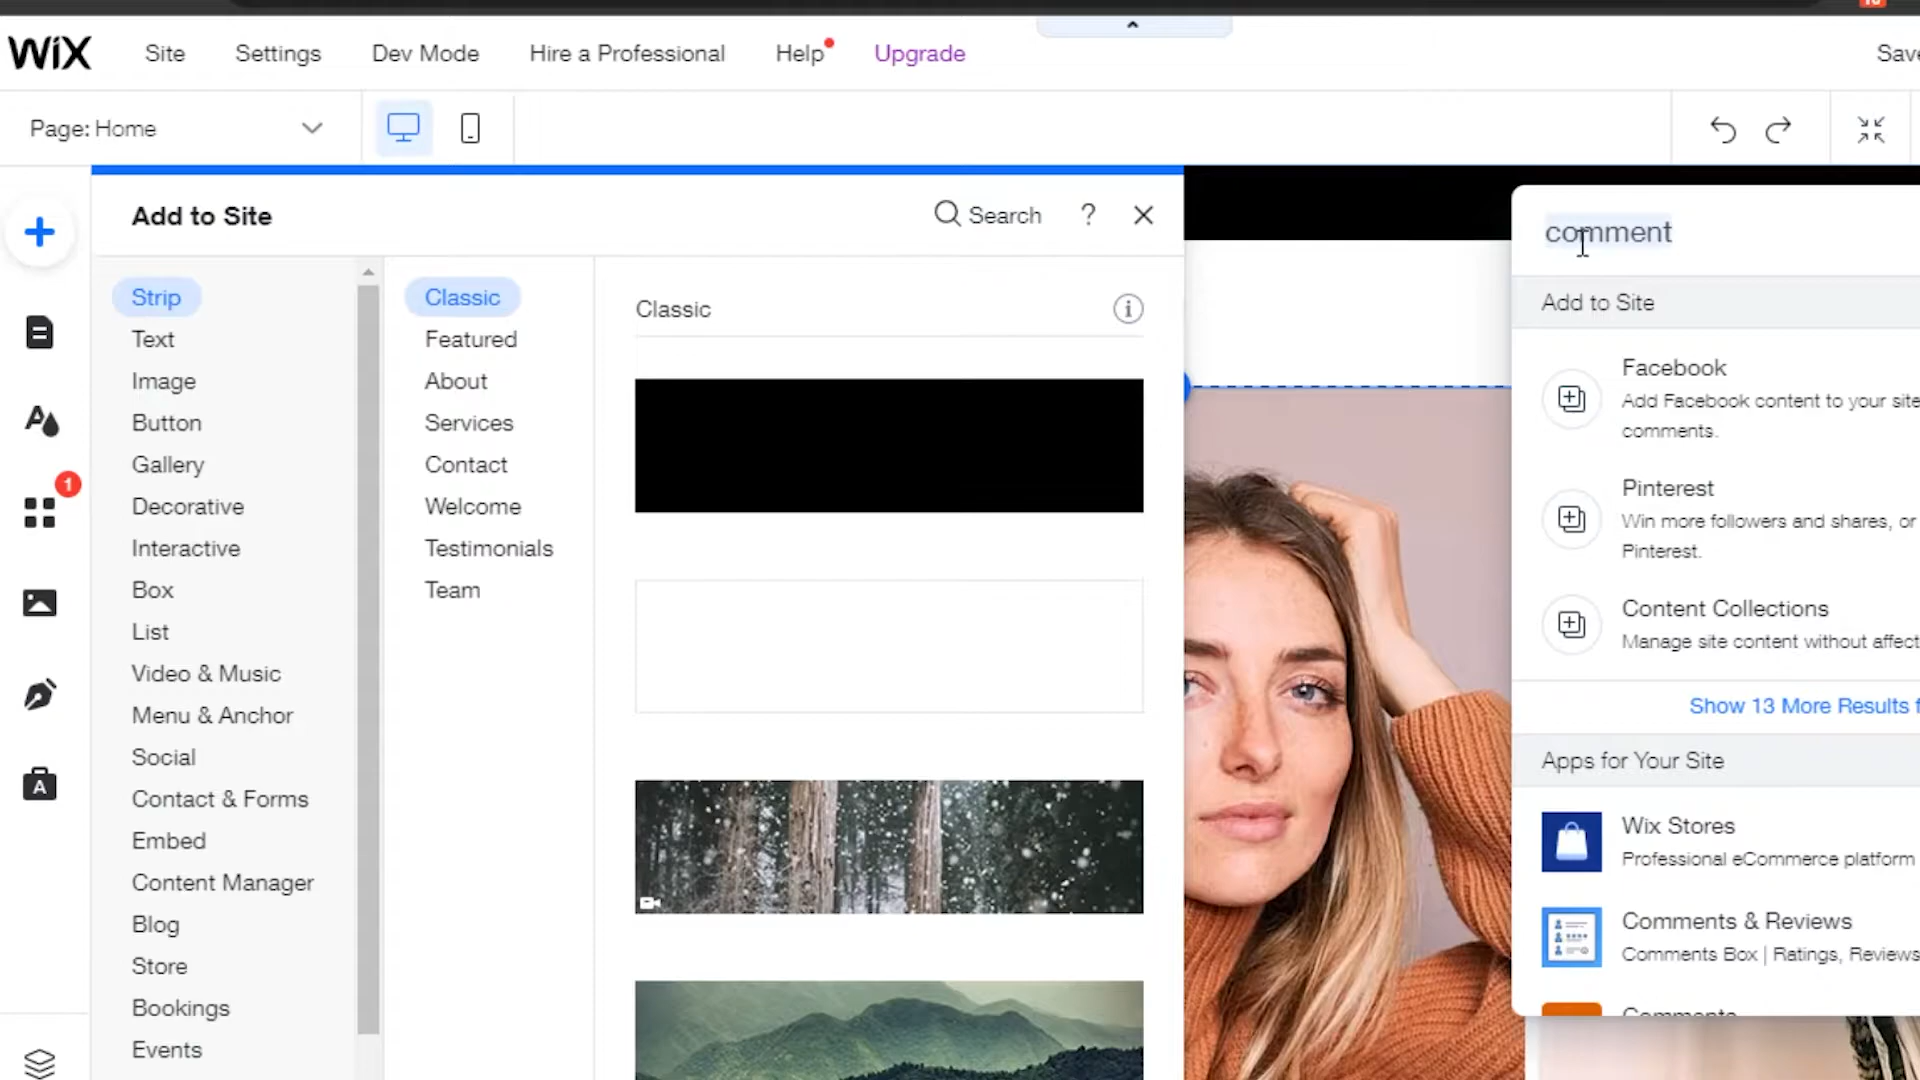 10
WiX
Site
Settings
Dev Mode
Hire a Professional
Help
Upgrade
Save
Page: Home
Add to Site
Search
?
Strip
Text
Image
Button
Gallery
Decorative
Interactive
Box
List
Video & Music
Menu & Anchor
Social
Contact & Forms
Embed
Content Manager
Blog
Store
Bookings
Events
1
A
A
Classic
Featured
About
Services
Contact
Welcome
Testimonials
Team
Classic
i
comment
Add to Site
Facebook
Add Facebook content to your site
comments.
Pinterest
Win more followers and shares, or
Pinterest.
Content Collections
Manage site content without affect
Show 13 More Results f
Apps for Your Site
Wix Stores
Professional eCommerce platform
Comments & Reviews
Comments Box | Ratings, Reviews
Comments